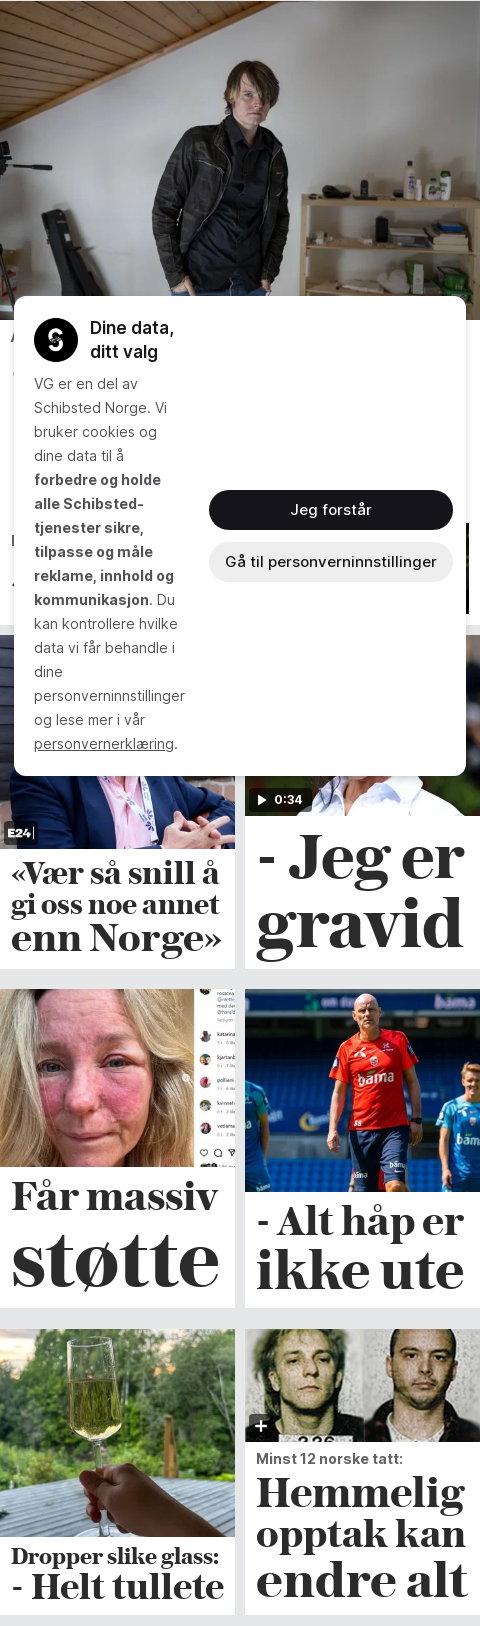 Dine data,
ditt valg
VG er en del av
Schibsted Norge. Vi
bruker cookies og
dine data til å
forbedre og holde
alle Schibsted-
tjenester sikre,
tilpasse og måle
reklame, innhold og
kommunikasjon. Du
kan kontrollere hvilke
data vi får behandle i
dine
personverninnstillinger
og lese mer i vår
personvernerklæring.
Jeg forstår
Gå til personverninnstillinger
E24
«Vær så snill å
gi oss noe annet
enn Norge»
0:34
- Jeg er
gravid
Får massiv
støtte
bama
bama
- Alt håp er
ikke ute
Dropper slike glass:
- Helt tullete
Minst 12 norske tatt:
Hemmelig
opptak kan
endre alt